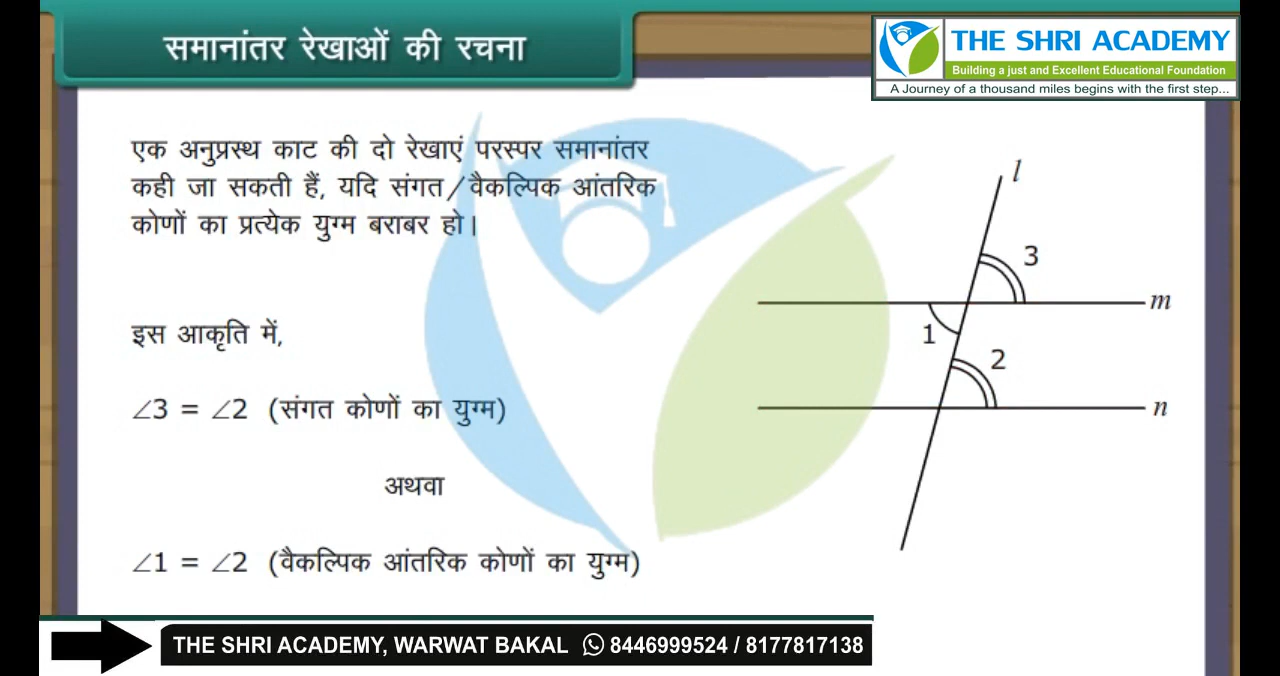 समानांतर रेखाओं की रचना
THE SHRI ACADEMY
Building a just and Excellent Educational Foundation
A Journey of a thousand miles begins with the first step...
एक अनुप्रस्थ काट की दो रेखाएं परस्पर समानांतर
कही जा सकती हैं, यदि संगत/वैकल्पिक आंतरिक
कोणों का प्रत्येक युग्म बराबर हो।
इस आकृति में,
∠3 = ∠2 (संगत कोणों का युग्म)
अथवा
∠1 = ∠2 (वैकल्पिक आंतरिक कोणों का युग्म)
l
3
m
1
2
n
THE SHRI ACADEMY, WARWAT BAKAL 8446999524 / 8177817138